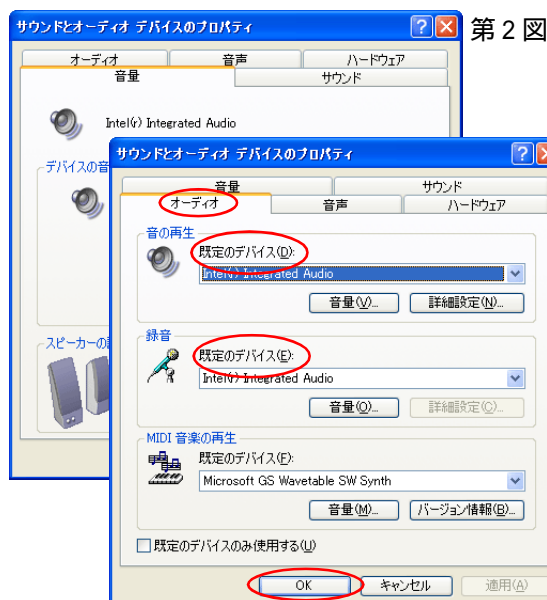 サウンドとオーディオ デバイスのプロパティ
第2図
オーディオ 音声 ハードウェア
音量 サウンド
Intel(r) Integrated Audio
デバイスの音
スピーカーの
サウンドとオーディオ デバイスのプロパティ
音量 サウンド
オーディオ 音声 ハードウェア
音の再生
既定のデバイス(D):
Intel(r) Integrated Audio
音量(V)... 詳細設定(N)...
録音
既定のデバイス(E):
Intel(r) Integrated Audio
音量(O)... 詳細設定(C)...
MIDI 音楽の再生
既定のデバイス(F):
Microsoft GS Wavetable SW Synth
音量(M)... バージョン情報(B)...
既定のデバイスのみ使用する(U)
OK キャンセル 適用(A)